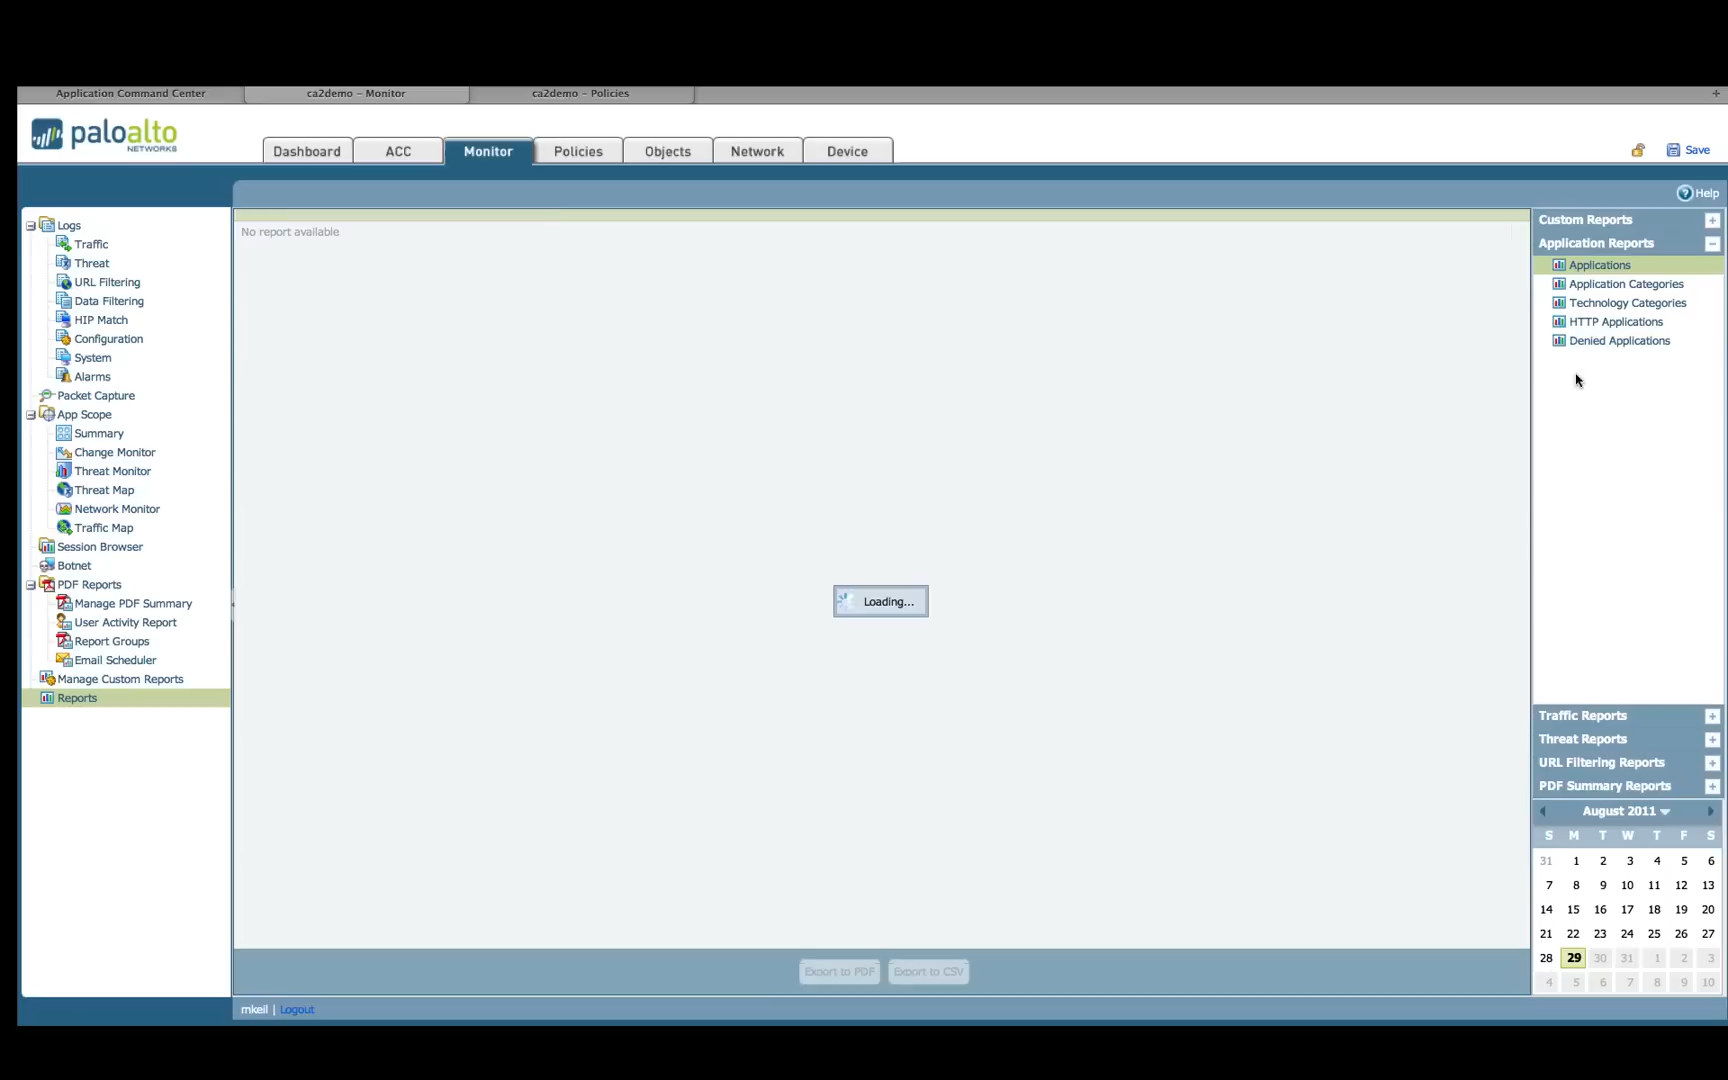 Application Command Center
ca2demo – Monitor
ca2demo – Policies
paloalto
NETWORKS
Dashboard
ACC
Monitor
Policies
Objects
Network
Device
Save
Help
Logs
Traffic
Threat
URL Filtering
Data Filtering
HIP Match
Configuration
System
Alarms
Packet Capture
App Scope
Summary
Change Monitor
Threat Monitor
Threat Map
Network Monitor
Traffic Map
Session Browser
Botnet
PDF Reports
Manage PDF Summary
User Activity Report
Report Groups
Email Scheduler
Manage Custom Reports
Reports
No report available
Loading...
Export to PDF
Export to CSV
Custom Reports
Application Reports
Applications
Application Categories
Technology Categories
HTTP Applications
Denied Applications
Traffic Reports
Threat Reports
URL Filtering Reports
PDF Summary Reports
August 2011
S M T W T F S
31 1 2 3 4 5 6
7 8 9 10 11 12 13
14 15 16 17 18 19 20
21 22 23 24 25 26 27
28 29 30 31 1 2 3
4 5 6 7 8 9 10
mkeil | Logout